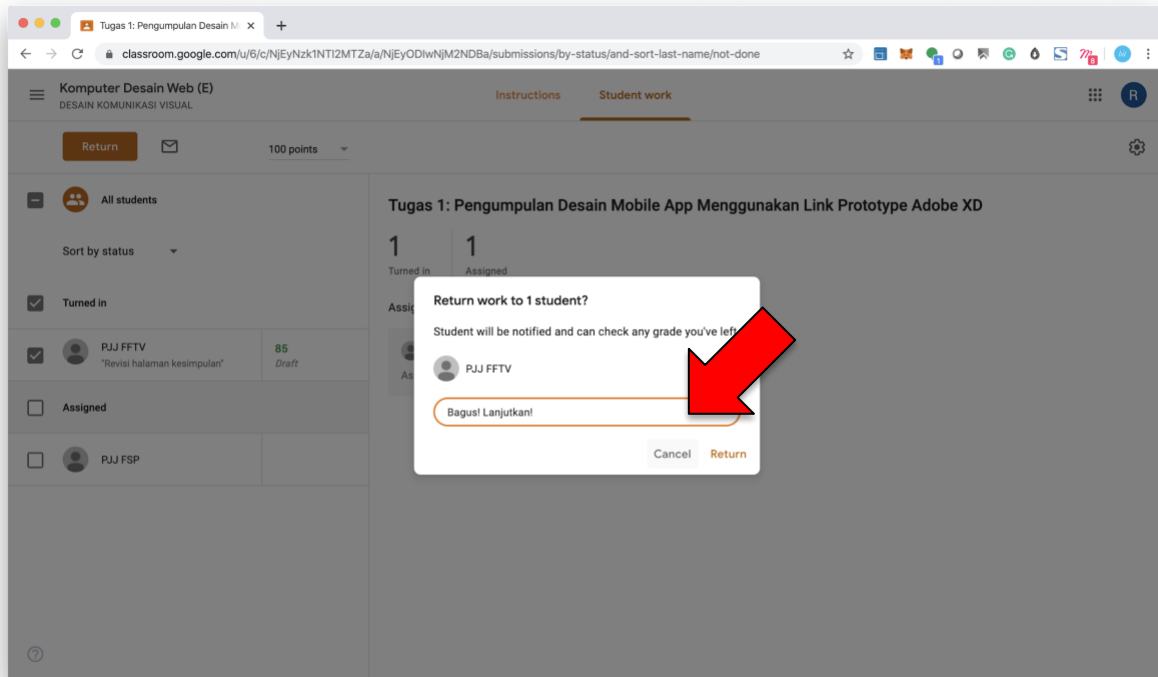 Tugas 1: Pengumpulan Desain M
classroom.google.com/u/6/c/NjEyNzk1NTI2MTZa/a/NjEyODIwNjM2NDBa/submissions/by-status/and-sort-last-name/not-done
Komputer Desain Web (E)
DESAIN KOMUNIKASI VISUAL
Instructions
Student work
R
Return
100 points
All students
Sort by status
Turned in
PJJ FFTV
"Revisi halaman kesimpulan"
85
Draft
Assigned
PJJ FSP
Tugas 1: Pengumpulan Desain Mobile App Menggunakan Link Prototype Adobe XD
1
Turned in
1
Assigned
Assig
As
Return work to 1 student?
Student will be notified and can check any grade you've left
PJJ FFTV
Bagus! Lanjutkan!
Cancel
Return